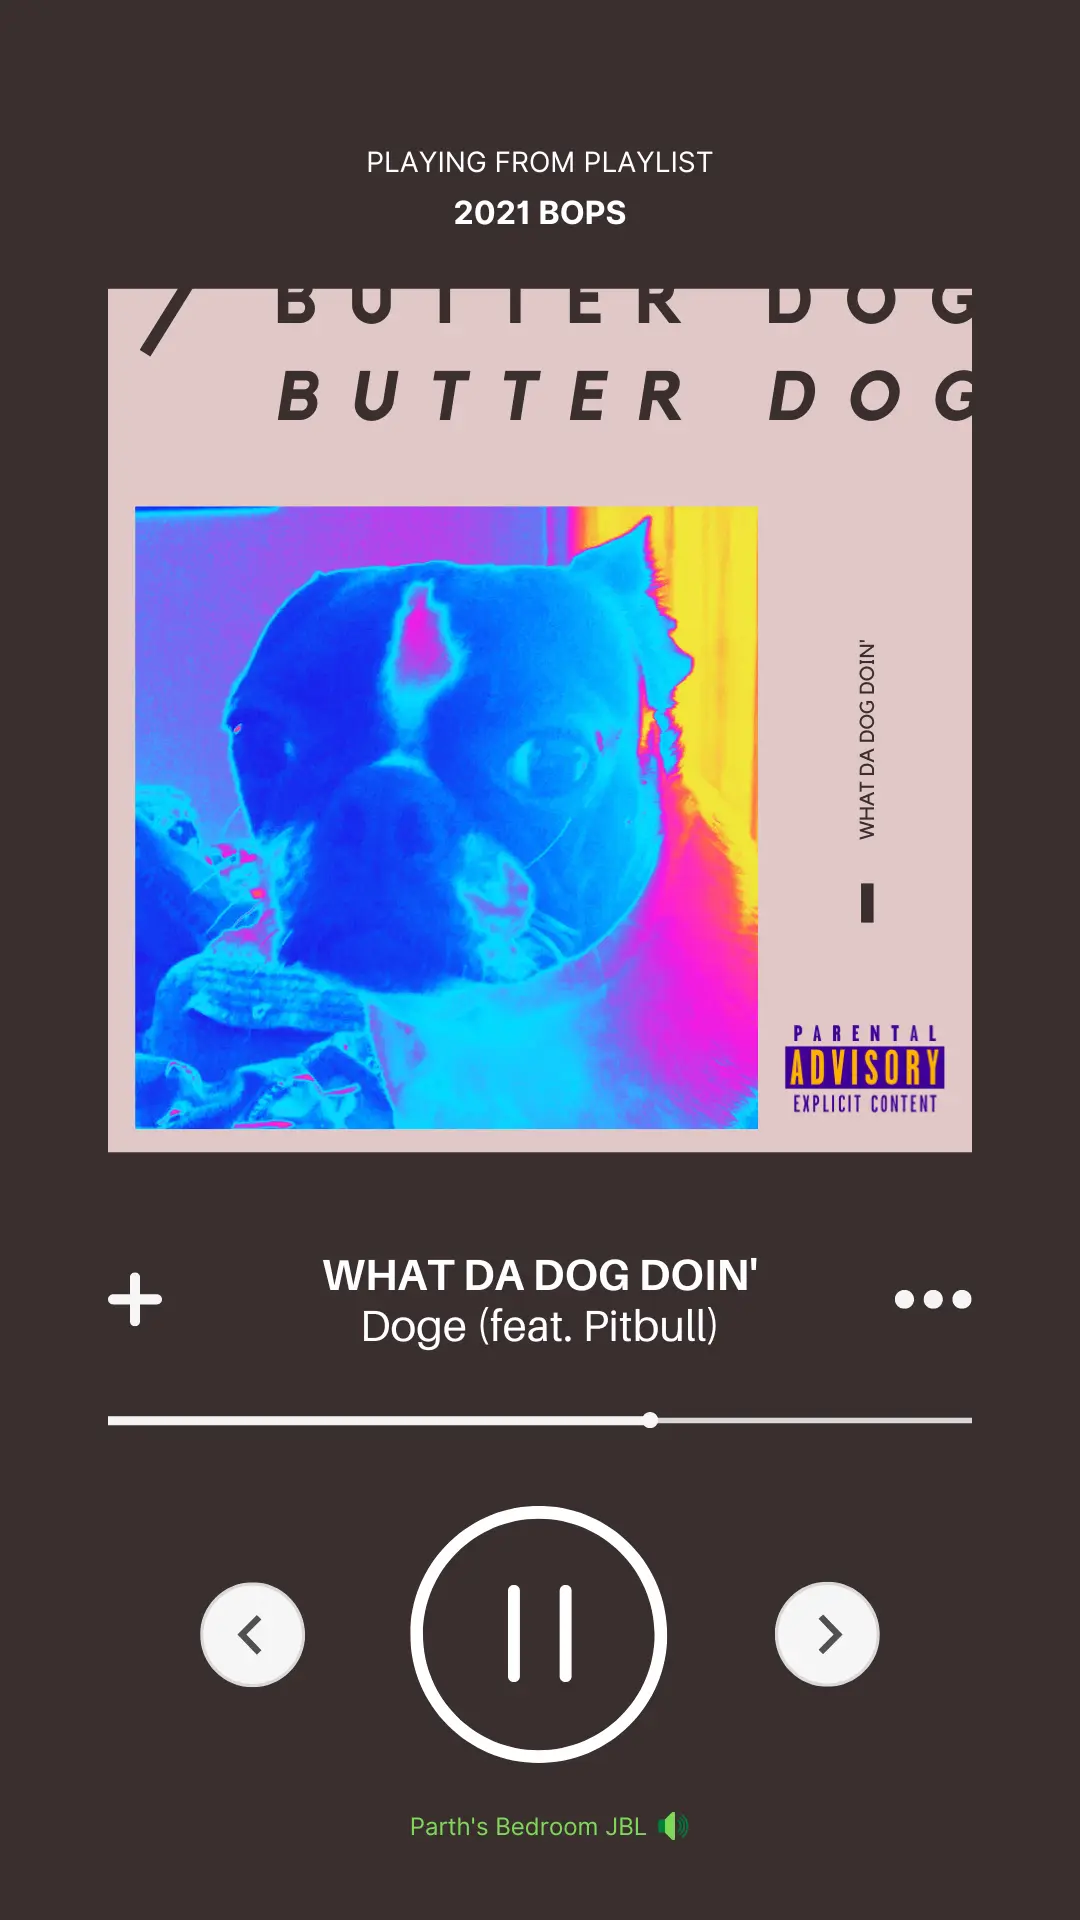 PLAYING FROM PLAYLIST
2021 BOPS
BUTTER DOG
BUTTER DOG
WHAT DA DOG DOIN'
PARENTAL
ADVISORY
EXPLICIT CONTENT
WHAT DA DOG DOIN'
Doge (feat. Pitbull)
Parth's Bedroom JBL